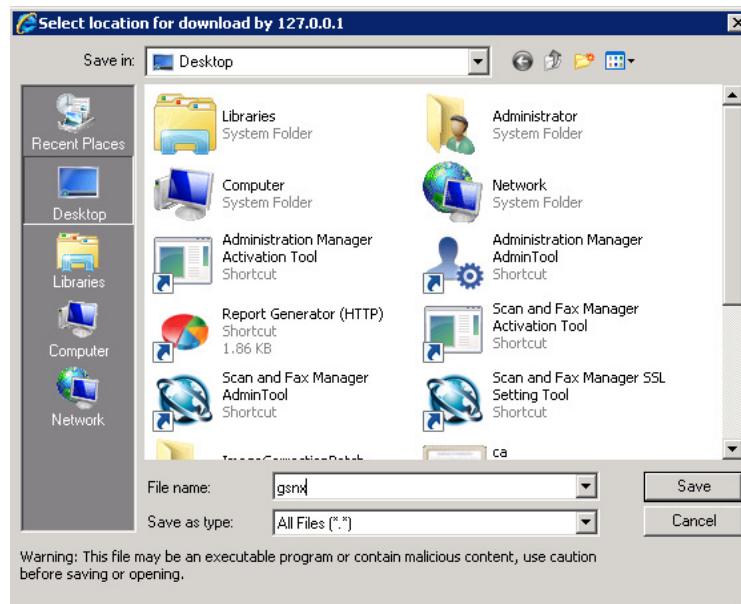 Select location for download by 127.0.0.1
Save in:
Desktop
Recent Places
Desktop
Libraries
Computer
Network
Libraries
System Folder
Administrator
System Folder
Computer
System Folder
Network
System Folder
Administration Manager
Activation Tool
Shortcut
Administration Manager
AdminTool
Shortcut
Report Generator (HTTP)
Shortcut
1.86 KB
Scan and Fax Manager
Activation Tool
Shortcut
Scan and Fax Manager
AdminTool
Shortcut
Scan and Fax Manager SSL
Setting Tool
Shortcut
ca
File name:
gsnx
Save
Save as type:
All Files (*.*)
Cancel
Warning: This file may be an executable program or contain malicious content, use caution
before saving or opening.